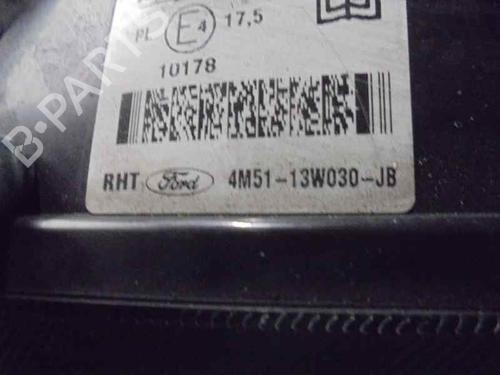 PL E4 17,5
10178
RHT Ford 4M51-13W030-JB
B-PARTS